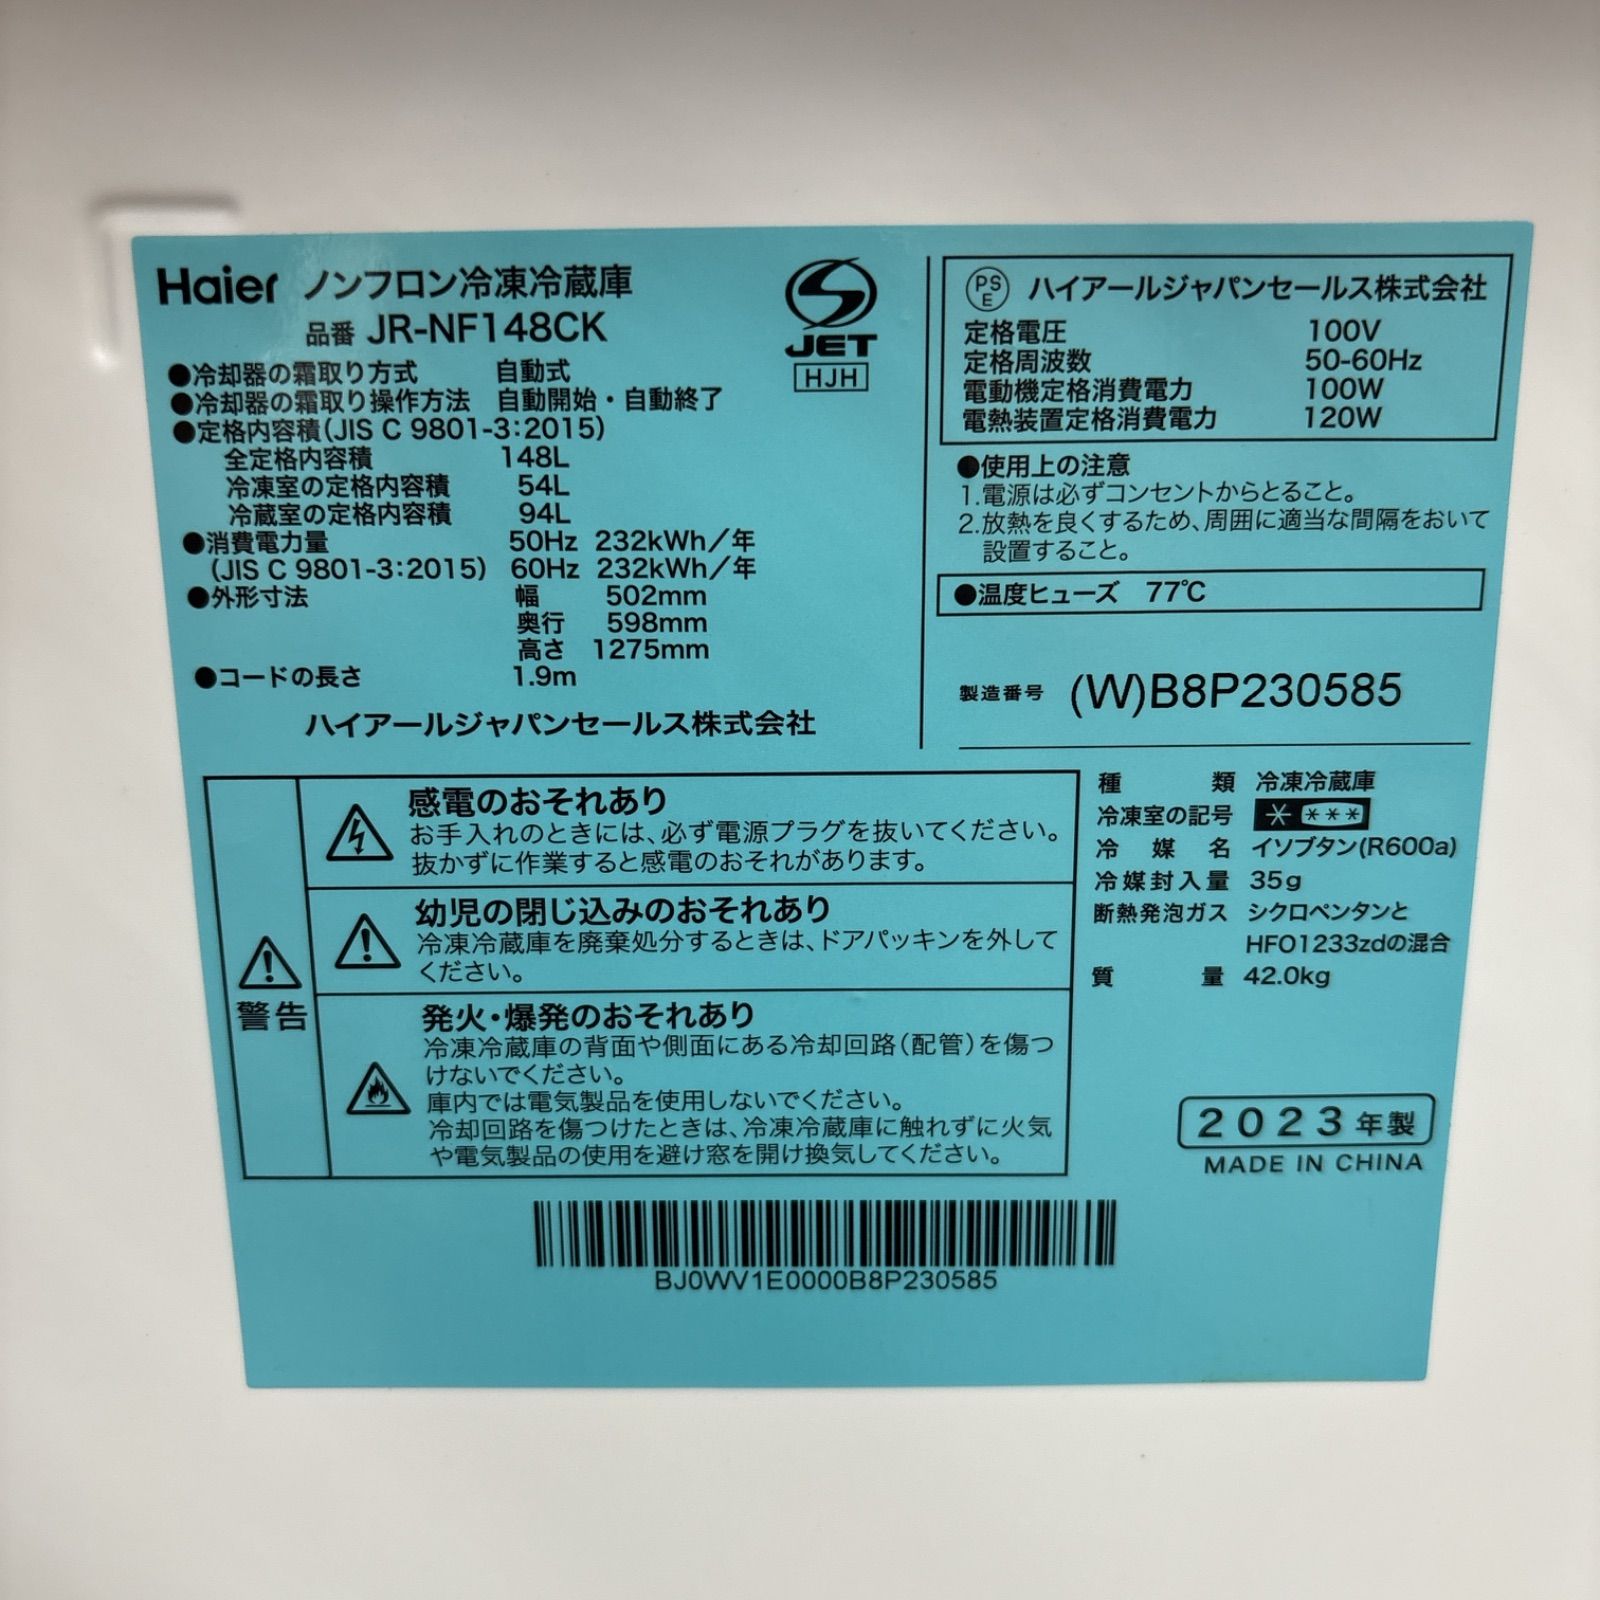 Haier ノンフロン冷凍冷蔵庫
品番 JR-NF148CK
●冷却器の霜取り方式 自動式
●冷却器の霜取り操作方法 自動開始・自動終了
●定格内容積(JIS C 9801-3:2015)
全定格内容積 148L
冷凍室の定格内容積 54L
冷蔵室の定格内容積 94L
●消費電力量 50Hz 232kWh/年
(JIS C 9801-3:2015) 60Hz 232kWh/年
●外形寸法 幅 502mm
奥行 598mm
高さ 1275mm
●コードの長さ 1.9m
ハイアールジャパンセールス株式会社
S
JET
HJH
PS
E ハイアールジャパンセールス株式会社
定格電圧 100V
定格周波数 50-60Hz
電動機定格消費電力 100W
電熱装置定格消費電力 120W
●使用上の注意
1.電源は必ずコンセントからとること。
2.放熱を良くするため、周囲に適当な間隔をおいて
設置すること。
●温度ヒューズ 77℃
製造番号 (W)B8P230585
警告
感電のおそれあり
お手入れのときには、必ず電源プラグを抜いてください。
抜かずに作業すると感電のおそれがあります。
幼児の閉じ込みのおそれあり
冷凍冷蔵庫を廃棄処分するときは、ドアパッキンを外して
ください。
発火・爆発のおそれあり
冷凍冷蔵庫の背面や側面にある冷却回路(配管)を傷つ
けないでください。
庫内では電気製品を使用しないでください。
冷却回路を傷つけたときは、冷凍冷蔵庫に触れずに火気
や電気製品の使用を避け窓を開け換気してください。
種類 冷凍冷蔵庫
冷凍室の記号 * ***
冷媒名 イソブタン(R600a)
冷媒封入量 35g
断熱発泡ガス シクロペンタンと
HFO1233zdの混合
質量 42.0kg
2023年製
MADE IN CHINA
BJ0WV1E0000B8P230585